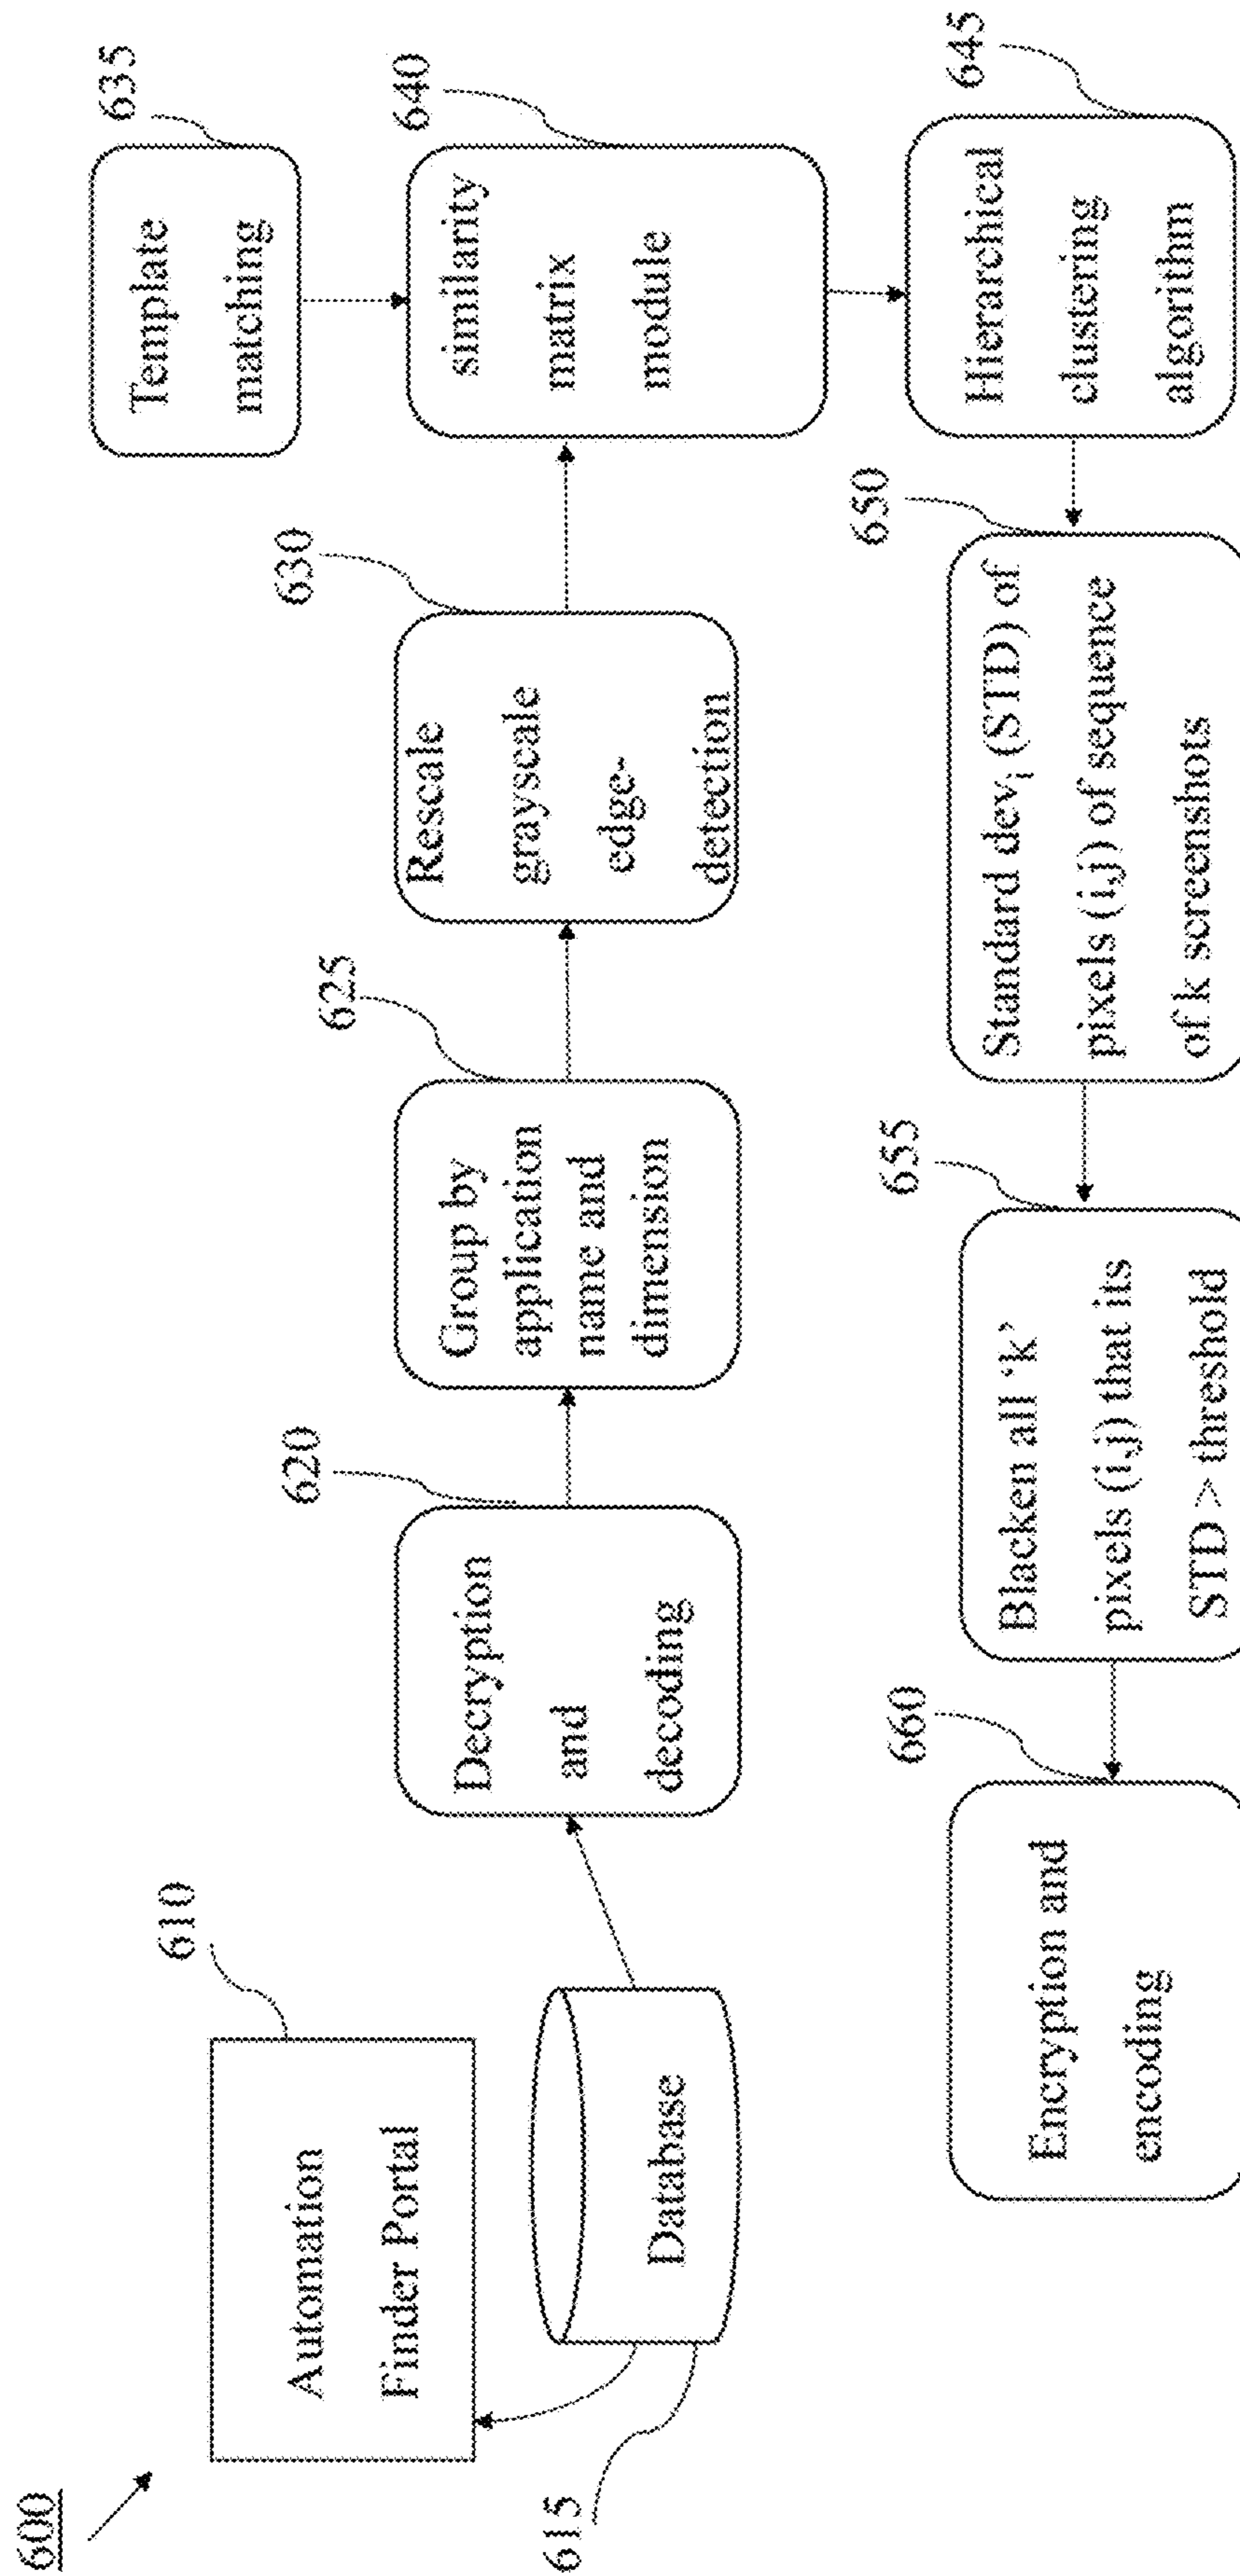 600
610
Automation
Finder Portal
615
Database
620
Decryption
and
decoding
625
Group by
application
name and
dimension
630
Rescale
grayscale
edge-
detection
635
Template
matching
640
similarity
matrix
module
645
Hierarchical
clustering
algorithm
650
Standard devi (STD) of
pixels (i,j) of sequence
of k screenshots
655
Blacken all ‘k’
pixels (i,j) that its
STD > threshold
660
Encryption and
encoding